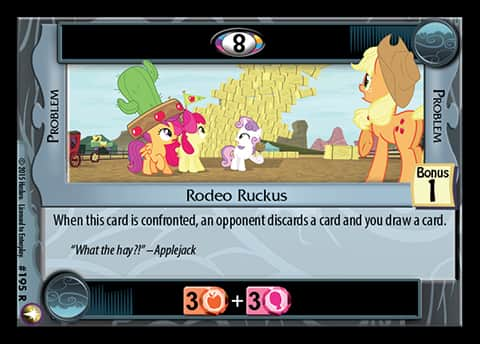 8
PROBLEM
PROBLEM
Bonus
1
Rodeo Ruckus
When this card is confronted, an opponent discards a card and you draw a card.
"What the hay?!" –Applejack
3 + 3
© 2015 Hasbro. Licensed to Enterplay.
#195 R